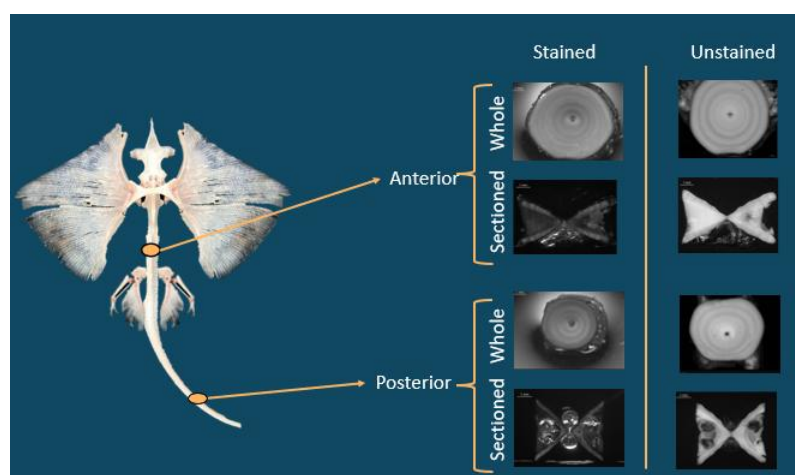 Stained
Unstained
Anterior
Whole
Sectioned
Posterior
Whole
Sectioned